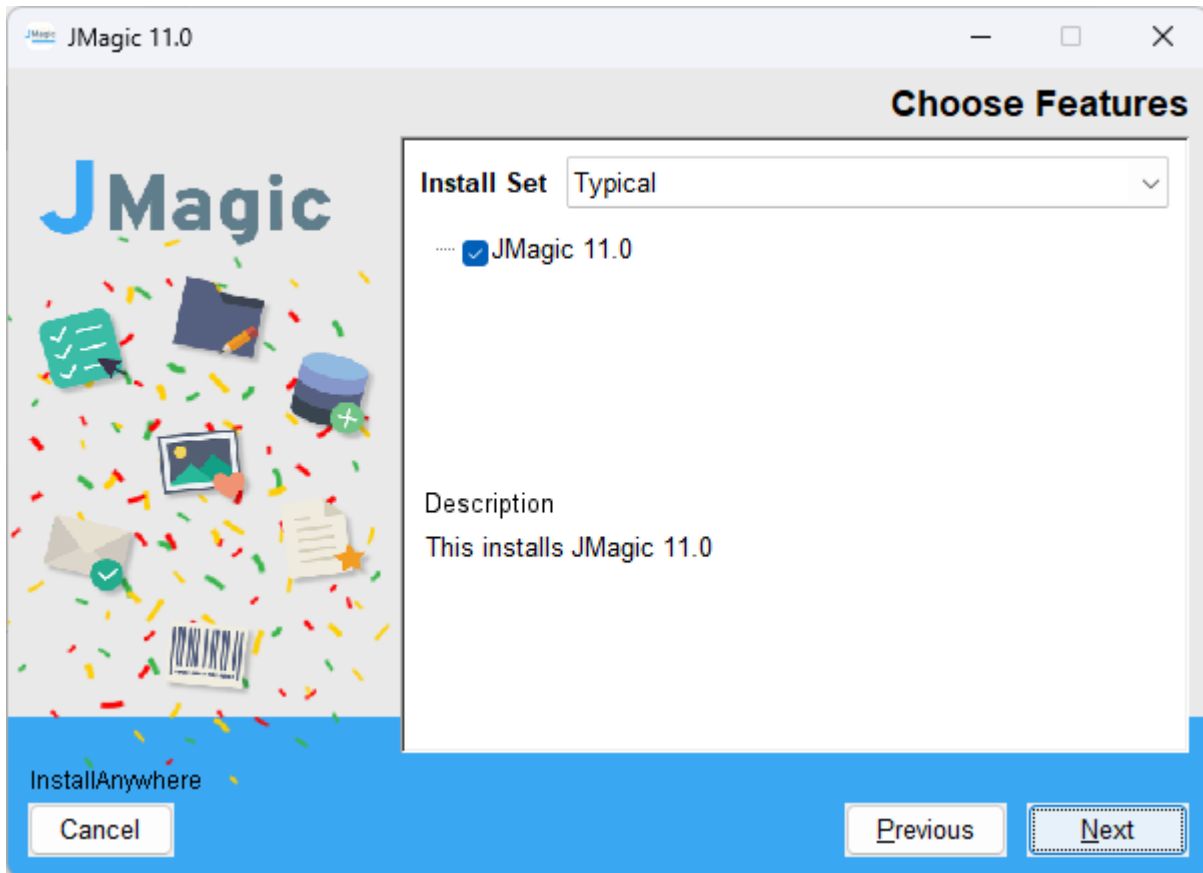 JMagic 11.0
Choose Features
JMagic
Install Set Typical
JMagic 11.0
Description
This installs JMagic 11.0
InstallAnywhere
Cancel Previous Next